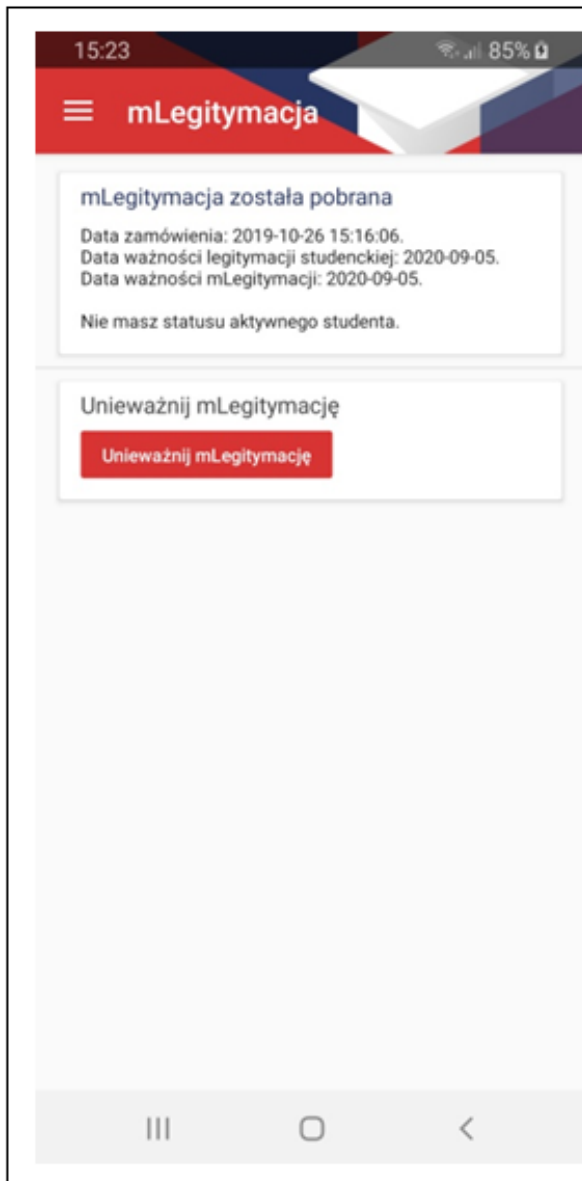 15:23
85%
mLegitymacja
mLegitymacja została pobrana
Data zamówienia: 2019-10-26 15:16:06.
Data ważności legitymacji studenckiej: 2020-09-05.
Data ważności mLegitymacji: 2020-09-05.
Nie masz statusu aktywnego studenta.
Unieważnij mLegitymację
Unieważnij mLegitymację